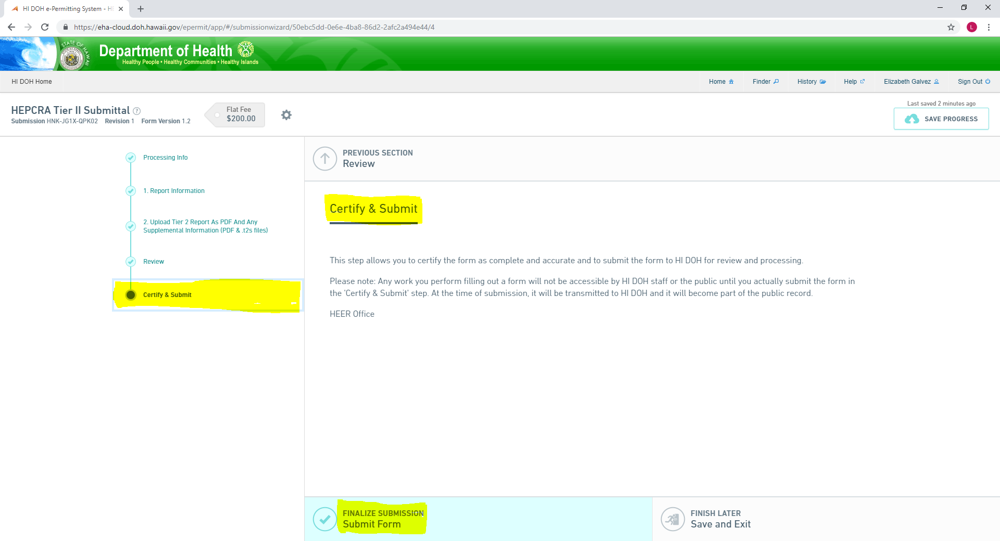 HI DOH e-Permitting System - HE
https://eha-cloud.doh.hawaii.gov/epermit/app/#/submissionwizard/50ebc5dd-0e6e-4ba8-86d2-2afc2a494e44/4
L
STATE OF HAWAII
Department of Health
Healthy People • Healthy Communities • Healthy Islands
HI DOH Home
Home
Finder
History
Help
Elizabeth Galvez
Sign Out
HEPCRA Tier II Submittal ?
Submission HNK-JG1X-QPK02 Revision 1 Form Version 1.2
Flat Fee
$200.00
Last saved 2 minutes ago
SAVE PROGRESS
Processing Info
1. Report Information
2. Upload Tier 2 Report As PDF And Any
Supplemental Information (PDF & .t2s files)
Review
Certify & Submit
PREVIOUS SECTION
Review
Certify & Submit
This step allows you to certify the form as complete and accurate and to submit the form to HI DOH for review and processing.
Please note: Any work you perform filling out a form will not be accessible by HI DOH staff or the public until you actually submit the form in
the 'Certify & Submit' step. At the time of submission, it will be transmitted to HI DOH and it will become part of the public record.
HEER Office
FINALIZE SUBMISSION
Submit Form
FINISH LATER
Save and Exit